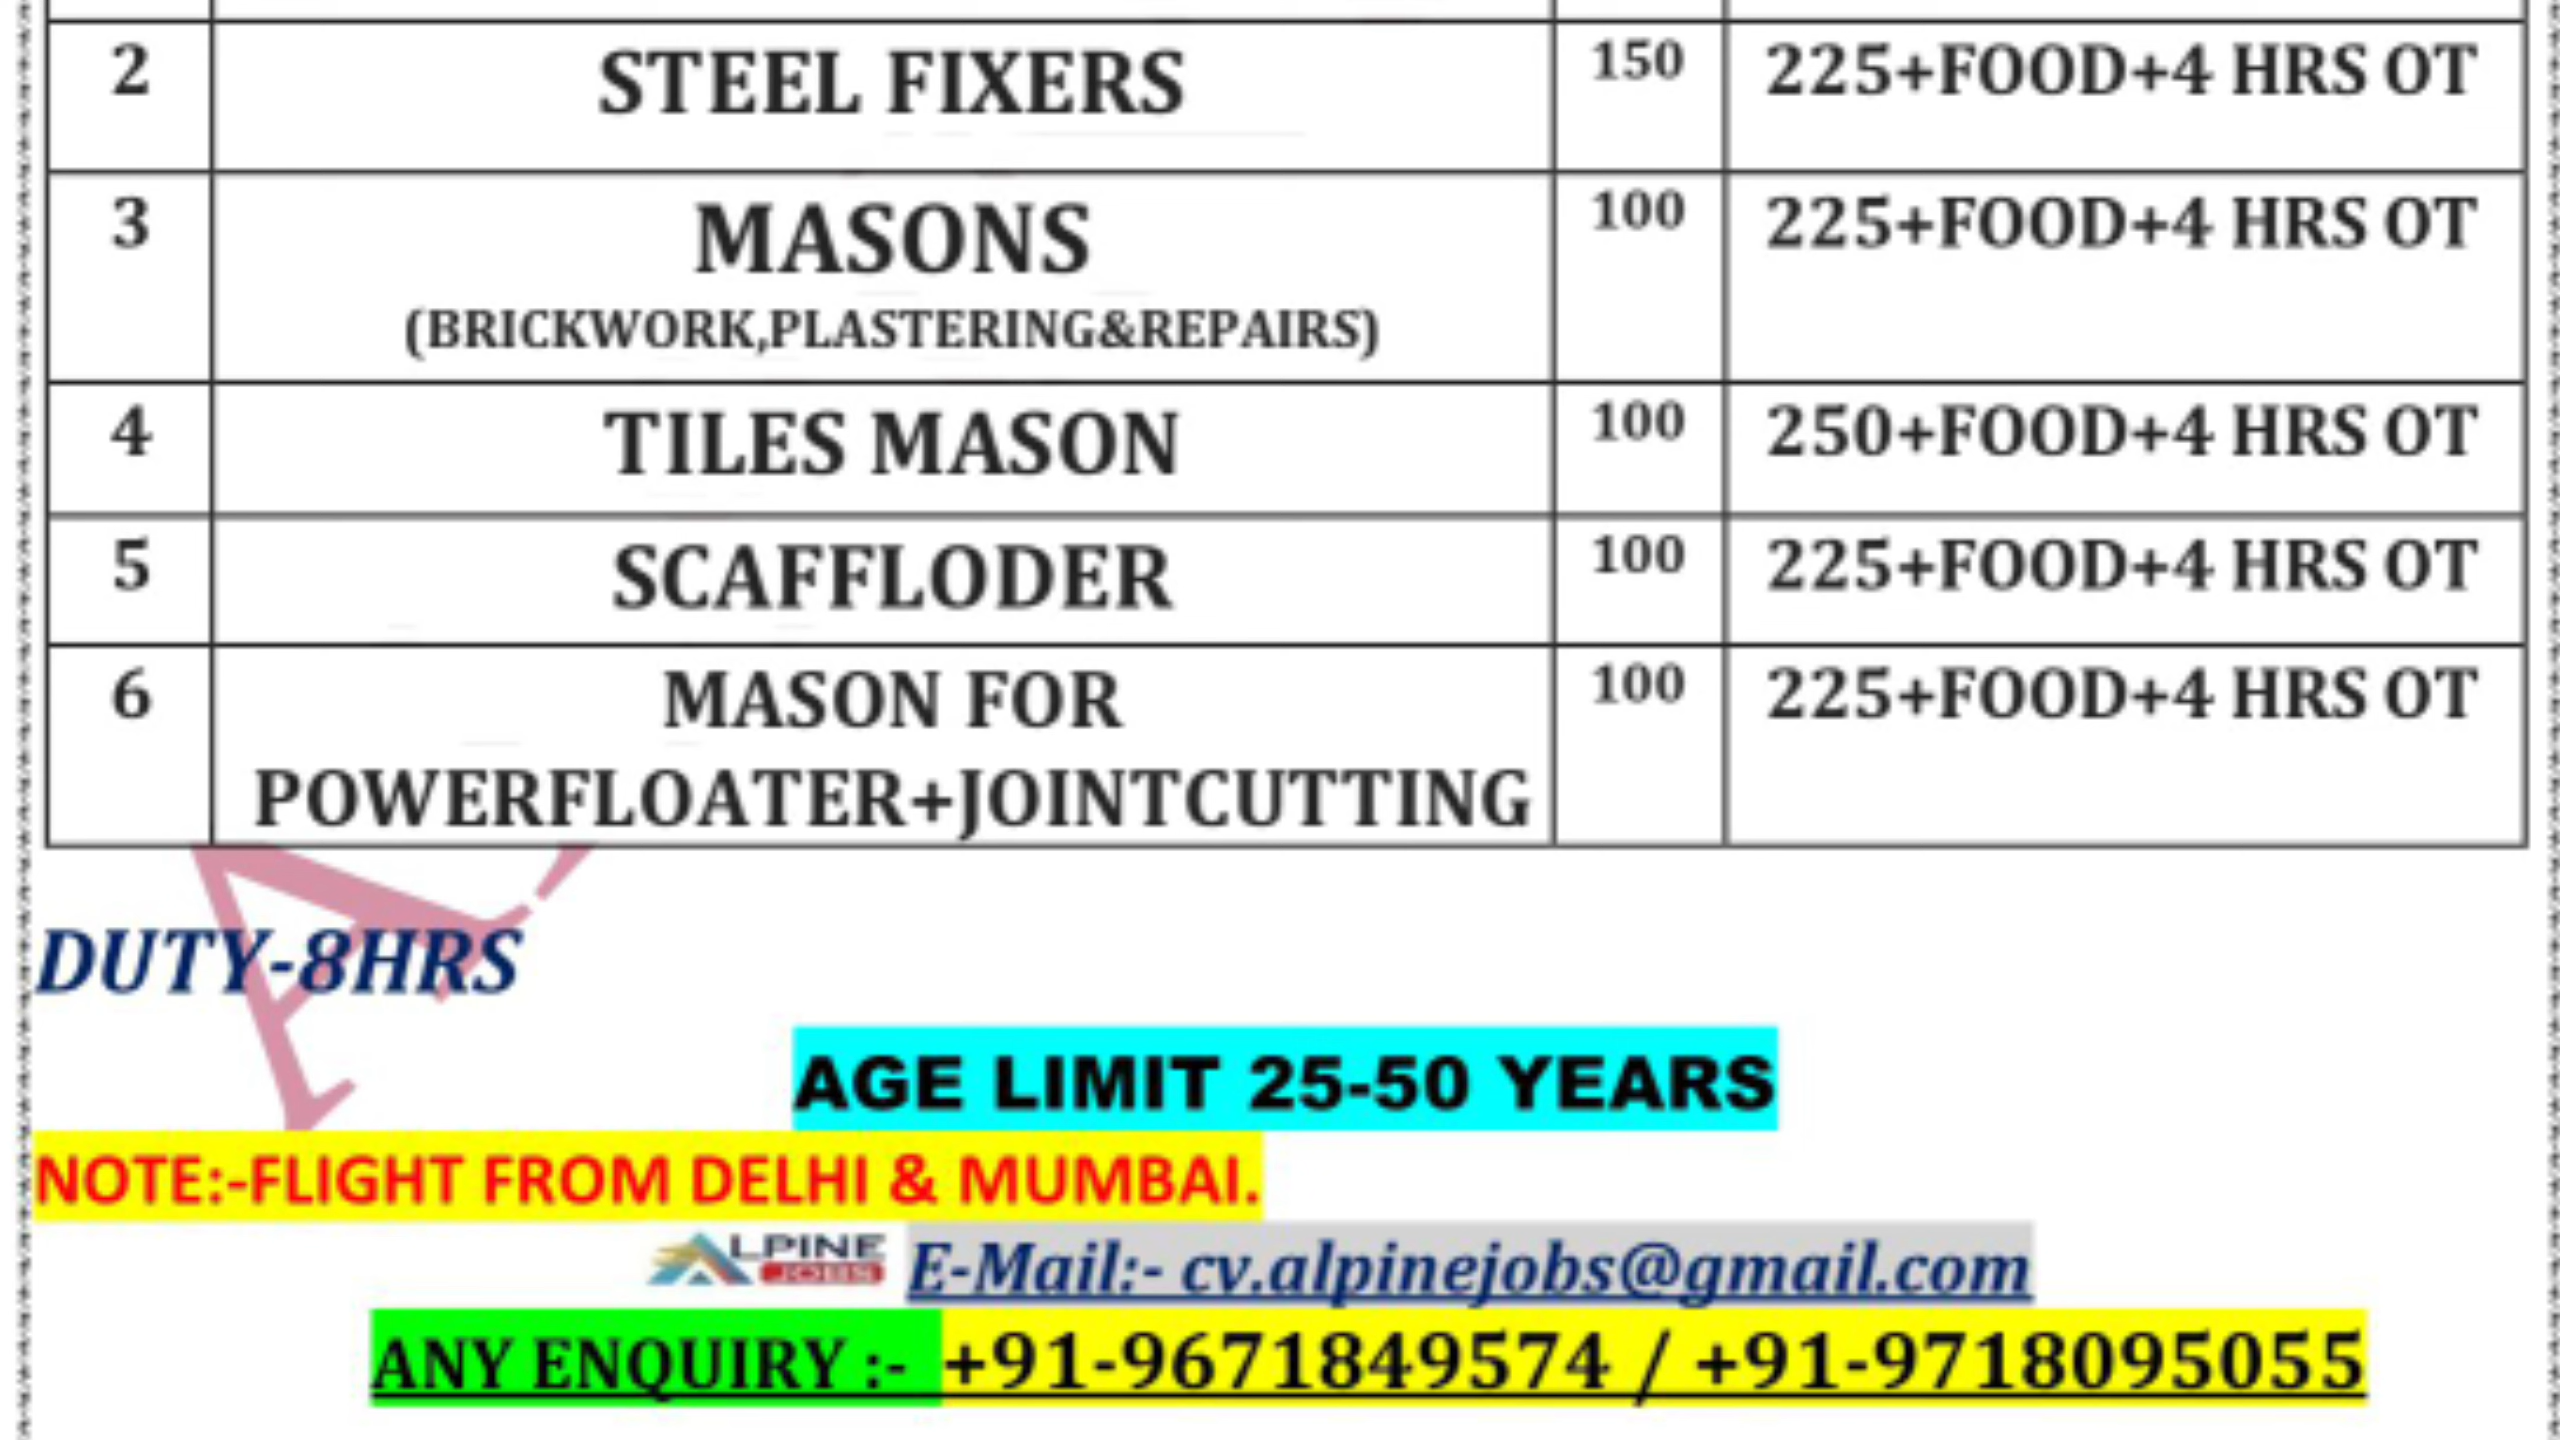 2 STEEL FIXERS 150 225+FOOD+4 HRS OT
3 MASONS 100 225+FOOD+4 HRS OT
(BRICKWORK,PLASTERING&REPAIRS)
4 TILES MASON 100 250+FOOD+4 HRS OT
5 SCAFFLODER 100 225+FOOD+4 HRS OT
6 MASON FOR 100 225+FOOD+4 HRS OT
POWERFLOATER+JOINTCUTTING
DUTY-8HRS
AGE LIMIT 25-50 YEARS
NOTE:-FLIGHT FROM DELHI & MUMBAI.
ALPINE JOBS E-Mail:- cv.alpinejobs@gmail.com
ANY ENQUIRY :- +91-9671849574 / +91-9718095055